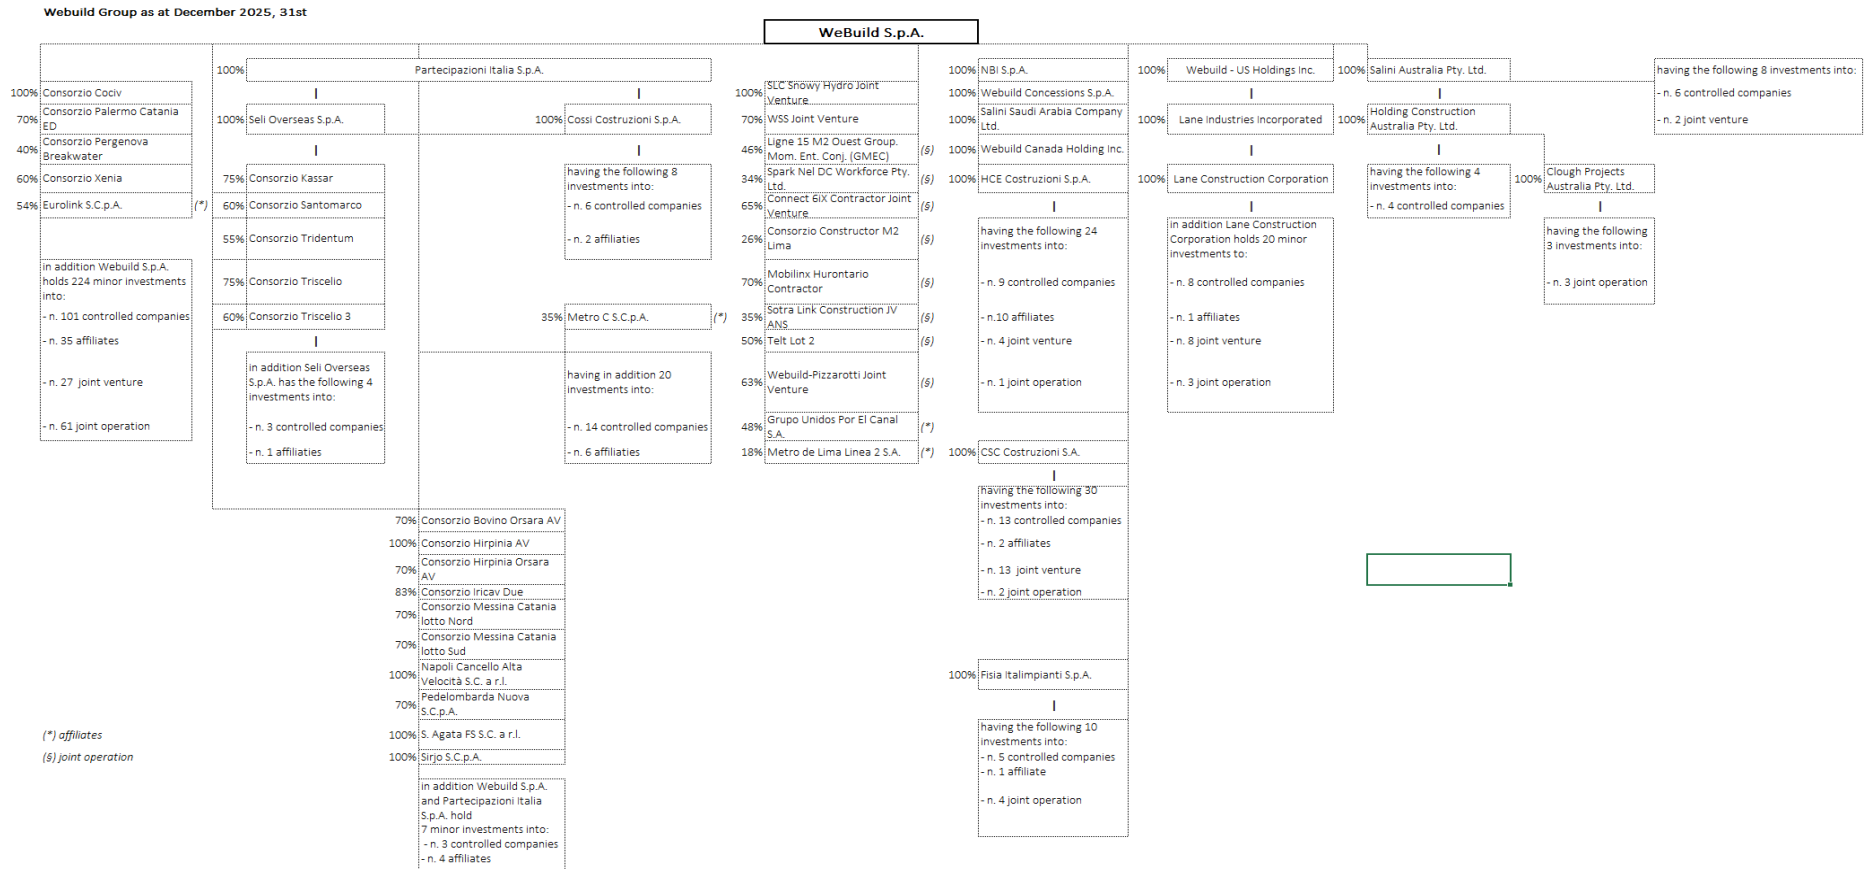 Webuild Group as at December 2025, 31st
WeBuild S.p.A.
100% Partecipazioni Italia S.p.A.
100% NBI S.p.A.
100% Webuild - US Holdings Inc.
100% Salini Australia Pty. Ltd.
having the following 8 investments into:
- n. 6 controlled companies
- n. 2 joint venture
100% Consorzio Cociv
70% Consorzio Palermo Catania
ED
40% Consorzio Pergenova
Breakwater
60% Consorzio Xenia
54% Eurolink S.C.p.A. (*)
in addition Webuild S.p.A.
holds 224 minor investments
into:
- n. 101 controlled companies
- n. 35 affiliates
- n. 27 joint venture
- n. 61 joint operation
|
100% Seli Overseas S.p.A.
|
75% Consorzio Kassar
60% Consorzio Santomarco
55% Consorzio Tridentum
75% Consorzio Triscelio
60% Consorzio Triscelio 3
|
in addition Seli Overseas
S.p.A. has the following 4
investments into:
- n. 3 controlled companies
- n. 1 affiliaties
|
100% Cossi Costruzioni S.p.A.
|
having the following 8
investments into:
- n. 6 controlled companies
- n. 2 affiliaties
35% Metro C S.C.p.A. (*)
having in addition 20
investments into:
- n. 14 controlled companies
- n. 6 affiliaties
100% SLC Snowy Hydro Joint
Venture
70% WSS Joint Venture
46% Ligne 15 M2 Ouest Group.
Mom. Ent. Conj. (GMEC) (§)
34% Spark Nel DC Workforce Pty.
Ltd. (§)
65% Connect 6iX Contractor Joint
Venture (§)
26% Consorzio Constructor M2
Lima (§)
70% Mobilinx Hurontario
Contractor (§)
35% Sotra Link Construction JV
ANS (§)
50% Telt Lot 2 (§)
63% Webuild-Pizzarotti Joint
Venture (§)
48% Grupo Unidos Por El Canal
S.A. (*)
18% Metro de Lima Linea 2 S.A. (*)
100% Webuild Concessions S.p.A.
100% Salini Saudi Arabia Company
Ltd.
100% Webuild Canada Holding Inc.
100% HCE Costruzioni S.p.A.
|
having the following 24
investments into:
- n. 9 controlled companies
- n.10 affiliates
- n. 4 joint venture
- n. 1 joint operation
100% CSC Costruzioni S.A.
|
having the following 30
investments into:
- n. 13 controlled companies
- n. 2 affiliates
- n. 13 joint venture
- n. 2 joint operation
100% Fisia Italimpianti S.p.A.
|
having the following 10
investments into:
- n. 5 controlled companies
- n. 1 affiliate
- n. 4 joint operation
|
100% Lane Industries Incorporated
|
100% Lane Construction Corporation
|
in addition Lane Construction
Corporation holds 20 minor
investments to:
- n. 8 controlled companies
- n. 1 affiliates
- n. 8 joint venture
- n. 3 joint operation
|
100% Holding Construction
Australia Pty. Ltd.
|
having the following 4
investments into:
- n. 4 controlled companies
100% Clough Projects
Australia Pty. Ltd.
|
having the following
3 investments into:
- n. 3 joint operation
70% Consorzio Bovino Orsara AV
100% Consorzio Hirpinia AV
70% Consorzio Hirpinia Orsara
AV
83% Consorzio Iricav Due
70% Consorzio Messina Catania
lotto Nord
70% Consorzio Messina Catania
lotto Sud
100% Napoli Cancello Alta
Velocità S.C. a r.l.
70% Pedelombarda Nuova
S.C.p.A.
100% S. Agata FS S.C. a r.l.
100% Sirjo S.C.p.A.
in addition Webuild S.p.A.
and Partecipazioni Italia
S.p.A. hold
7 minor investments into:
- n. 3 controlled companies
- n. 4 affiliates
(*) affiliates
(§) joint operation